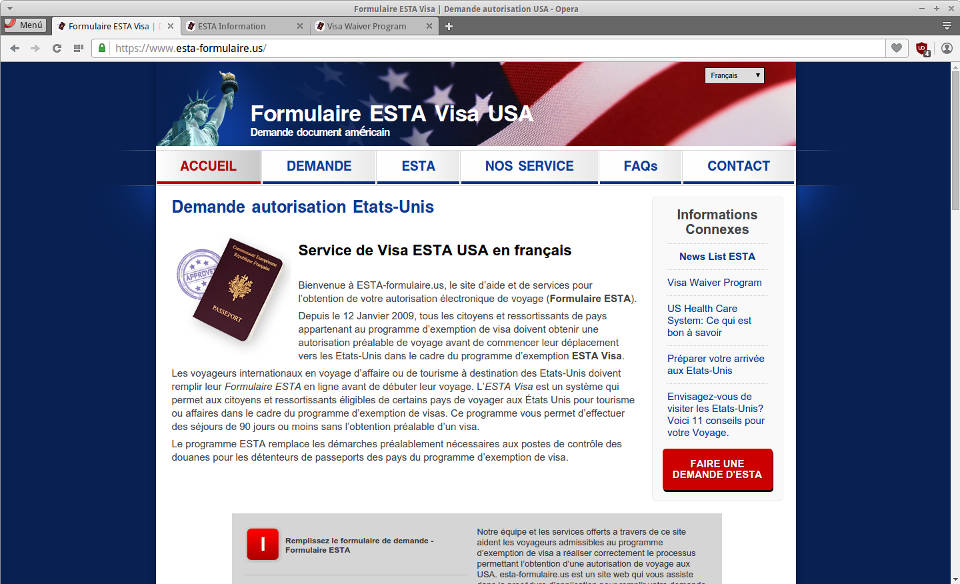 Formulaire ESTA Visa | Demande autorisation USA - Opera
Menú
Formulaire ESTA Visa | D
ESTA Information
Visa Waiver Program
https://www.esta-formulaire.us/
Français
Formulaire ESTA Visa USA
Demande document américain
ACCUEIL
DEMANDE
ESTA
NOS SERVICE
FAQs
CONTACT
Demande autorisation Etats-Unis
APPROVED
Communauté Européenne
République Française
PASSEPORT
Service de Visa ESTA USA en français
Bienvenue à ESTA-formulaire.us, le site d'aide et de services pour
l'obtention de votre autorisation électronique de voyage (Formulaire ESTA).
Depuis le 12 Janvier 2009, tous les citoyens et ressortissants de pays
appartenant au programme d'exemption de visa doivent obtenir une
autorisation préalable de voyage avant de commencer leur déplacement
vers les Etats-Unis dans le cadre du programme d'exemption ESTA Visa.
Les voyageurs internationaux en voyage d'affaire ou de tourisme à destination des Etats-Unis doivent
remplir leur Formulaire ESTA en ligne avant de débuter leur voyage. L'ESTA Visa est un système qui
permet aux citoyens et ressortissants éligibles de certains pays de voyager aux États Unis pour tourisme
ou affaires dans le cadre du programme d'exemption de visas. Ce programme vous permet d'effectuer
des séjours de 90 jours ou moins sans l'obtention préalable d'un visa.
Le programme ESTA remplace les démarches préalablement nécessaires aux postes de contrôle des
douanes pour les détenteurs de passeports des pays du programme d'exemption de visa.
Informations
Connexes
News List ESTA
Visa Waiver Program
US Health Care
System: Ce qui est
bon à savoir
Préparer votre arrivée
aux Etats-Unis
Envisagez-vous de
visiter les Etats-Unis?
Voici 11 conseils pour
votre Voyage.
FAIRE UNE
DEMANDE D'ESTA
I
Remplissez le formulaire de demande -
Formulaire ESTA
Notre équipe et les services offerts a travers de ce site
aident les voyageurs admissibles au programme
d'exemption de visa a réaliser correctement le processus
permettant l'obtention d'une autorisation de voyage aux
USA. esta-formulaire.us est un site web qui vous assiste